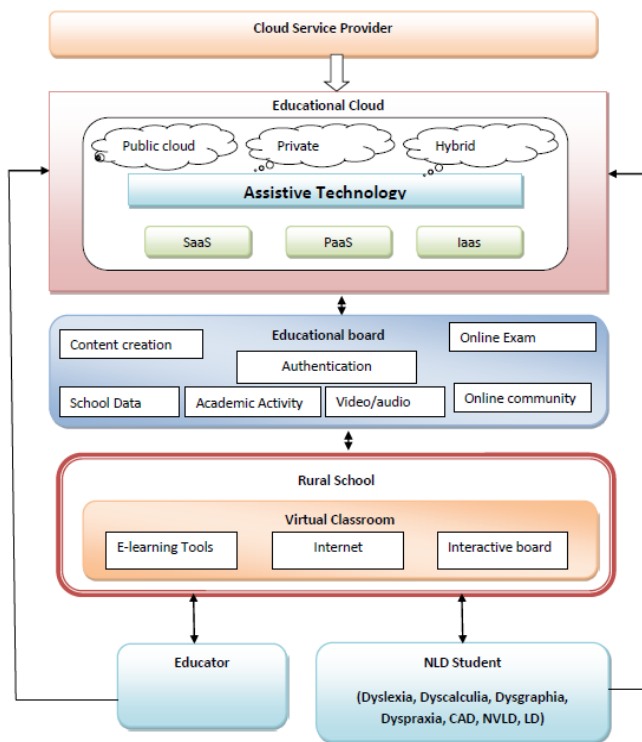 Cloud Service Provider
Educational Cloud
Public cloud
Private
Hybrid
Assistive Technology
SaaS
PaaS
Iaas
Educational board
Content creation
Online Exam
Authentication
School Data
Academic Activity
Video/audio
Online community
Rural School
Virtual Classroom
E-learning Tools
Internet
Interactive board
Educator
NLD Student
(Dyslexia, Dyscalculia, Dysgraphia,
Dyspraxia, CAD, NVLD, LD)